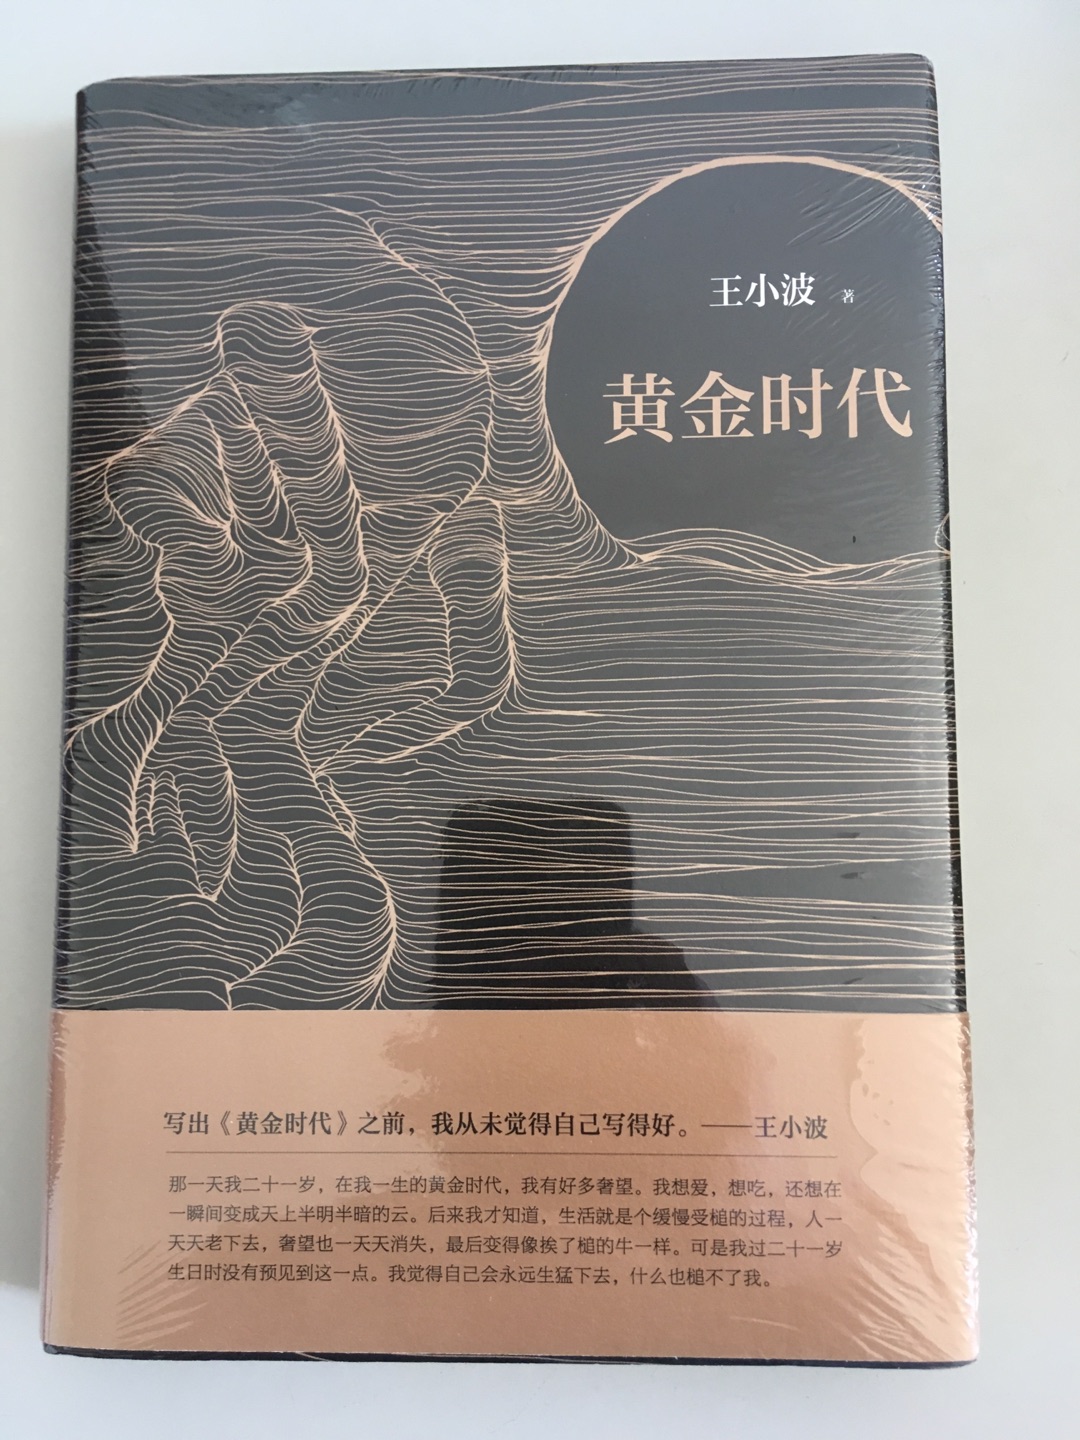 王小波 著
黄金时代
写出《黄金时代》之前，我从未觉得自己写得好。——王小波
那一天我二十一岁，在我一生的黄金时代，我有好多奢望。我想爱，想吃，还想在
一瞬间变成天上半明半暗的云。后来我才知道，生活就是个缓慢受槌的过程，人一
天天老下去，奢望也一天天消失，最后变得像挨了槌的牛一样。可是我过二十一岁
生日时没有预见到这一点。我觉得自己会永远生猛下去，什么也槌不了我。